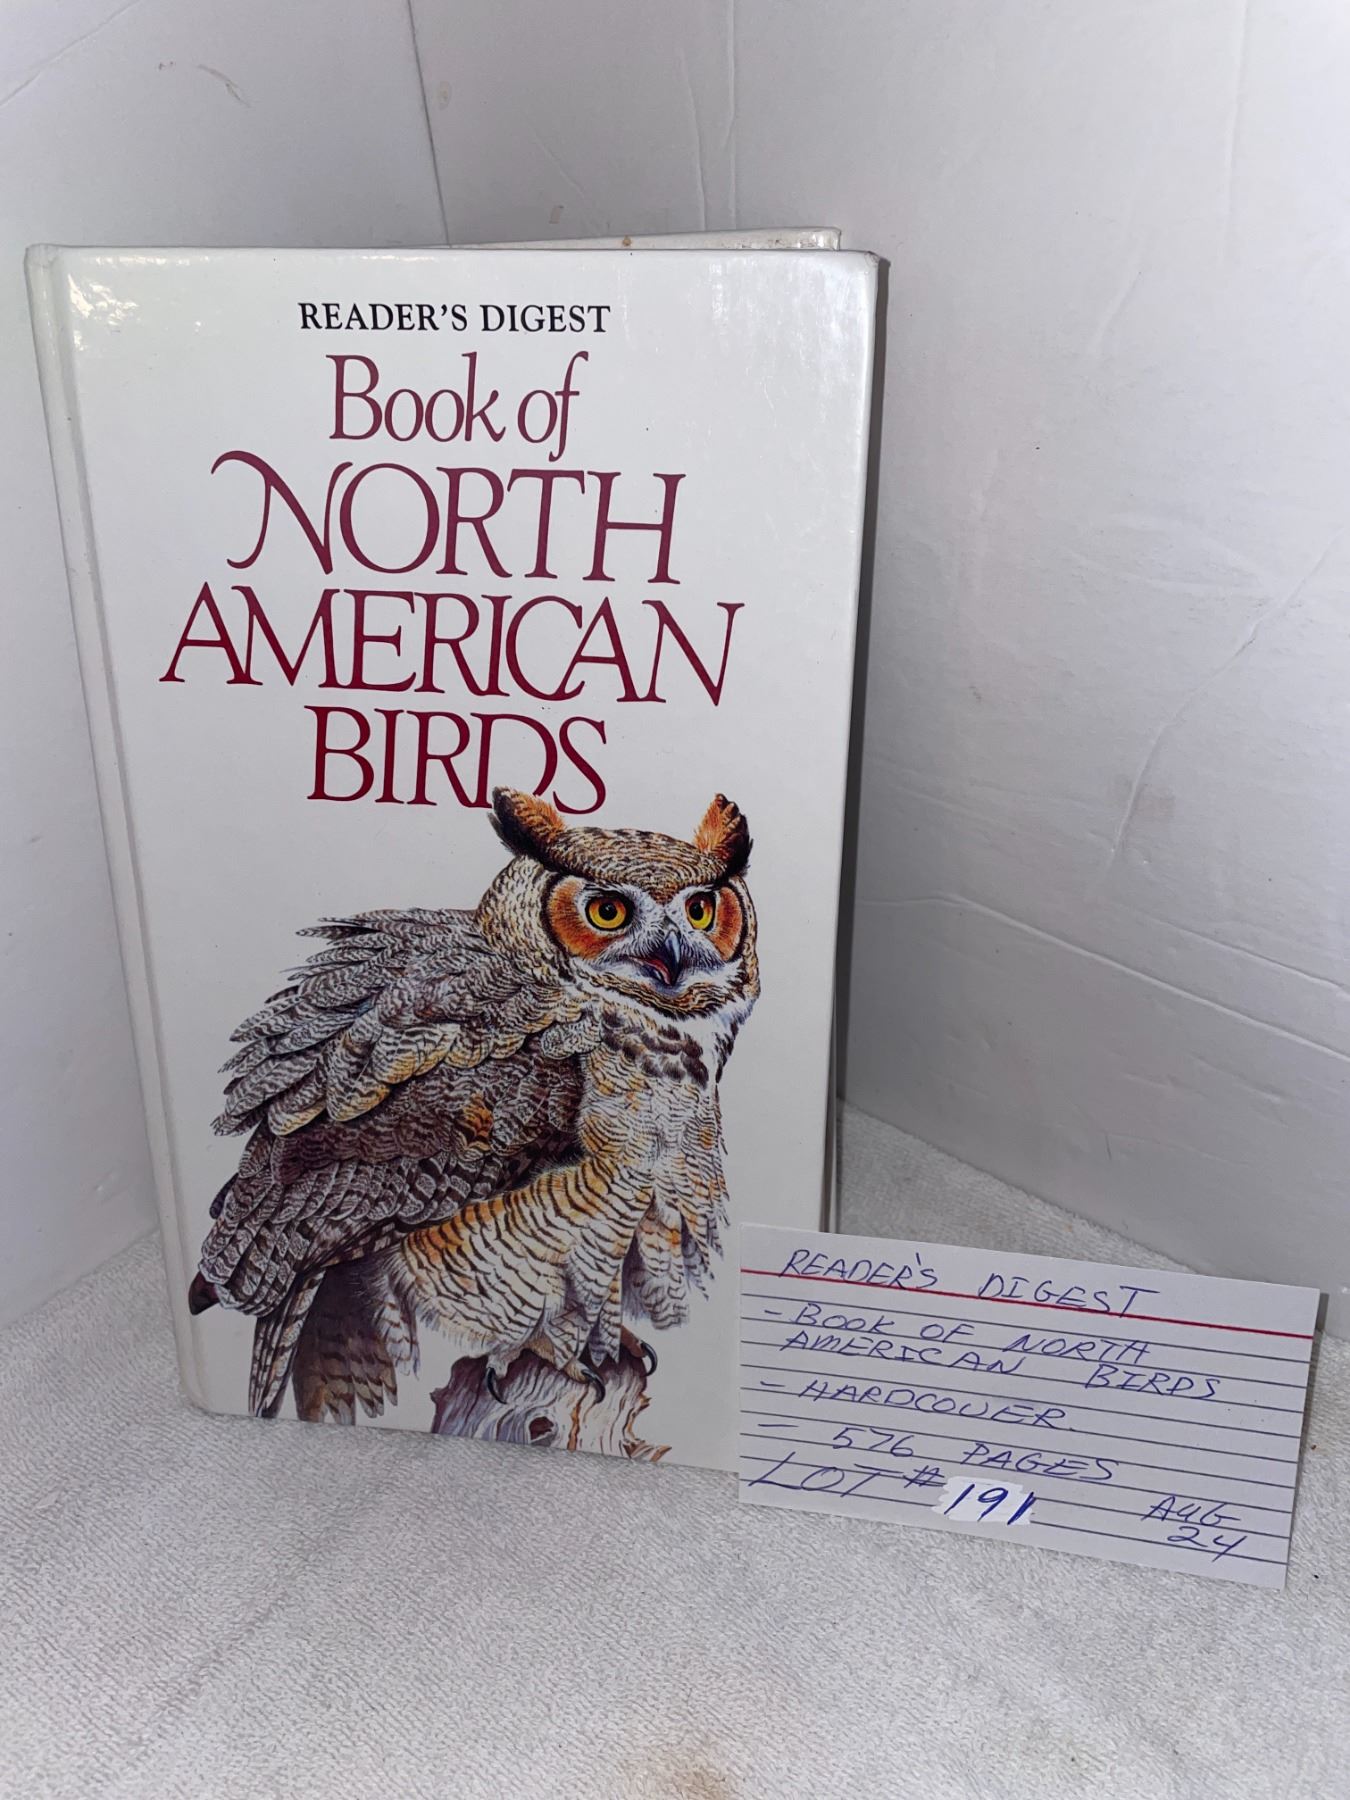 READER'S DIGEST
Book of
NORTH
AMERICAN
BIRDS
READER'S DIGEST
- BOOK OF NORTH
AMERICAN BIRDS
- HARDCOVER.
- 576 PAGES
LOT # 191
AUG
24